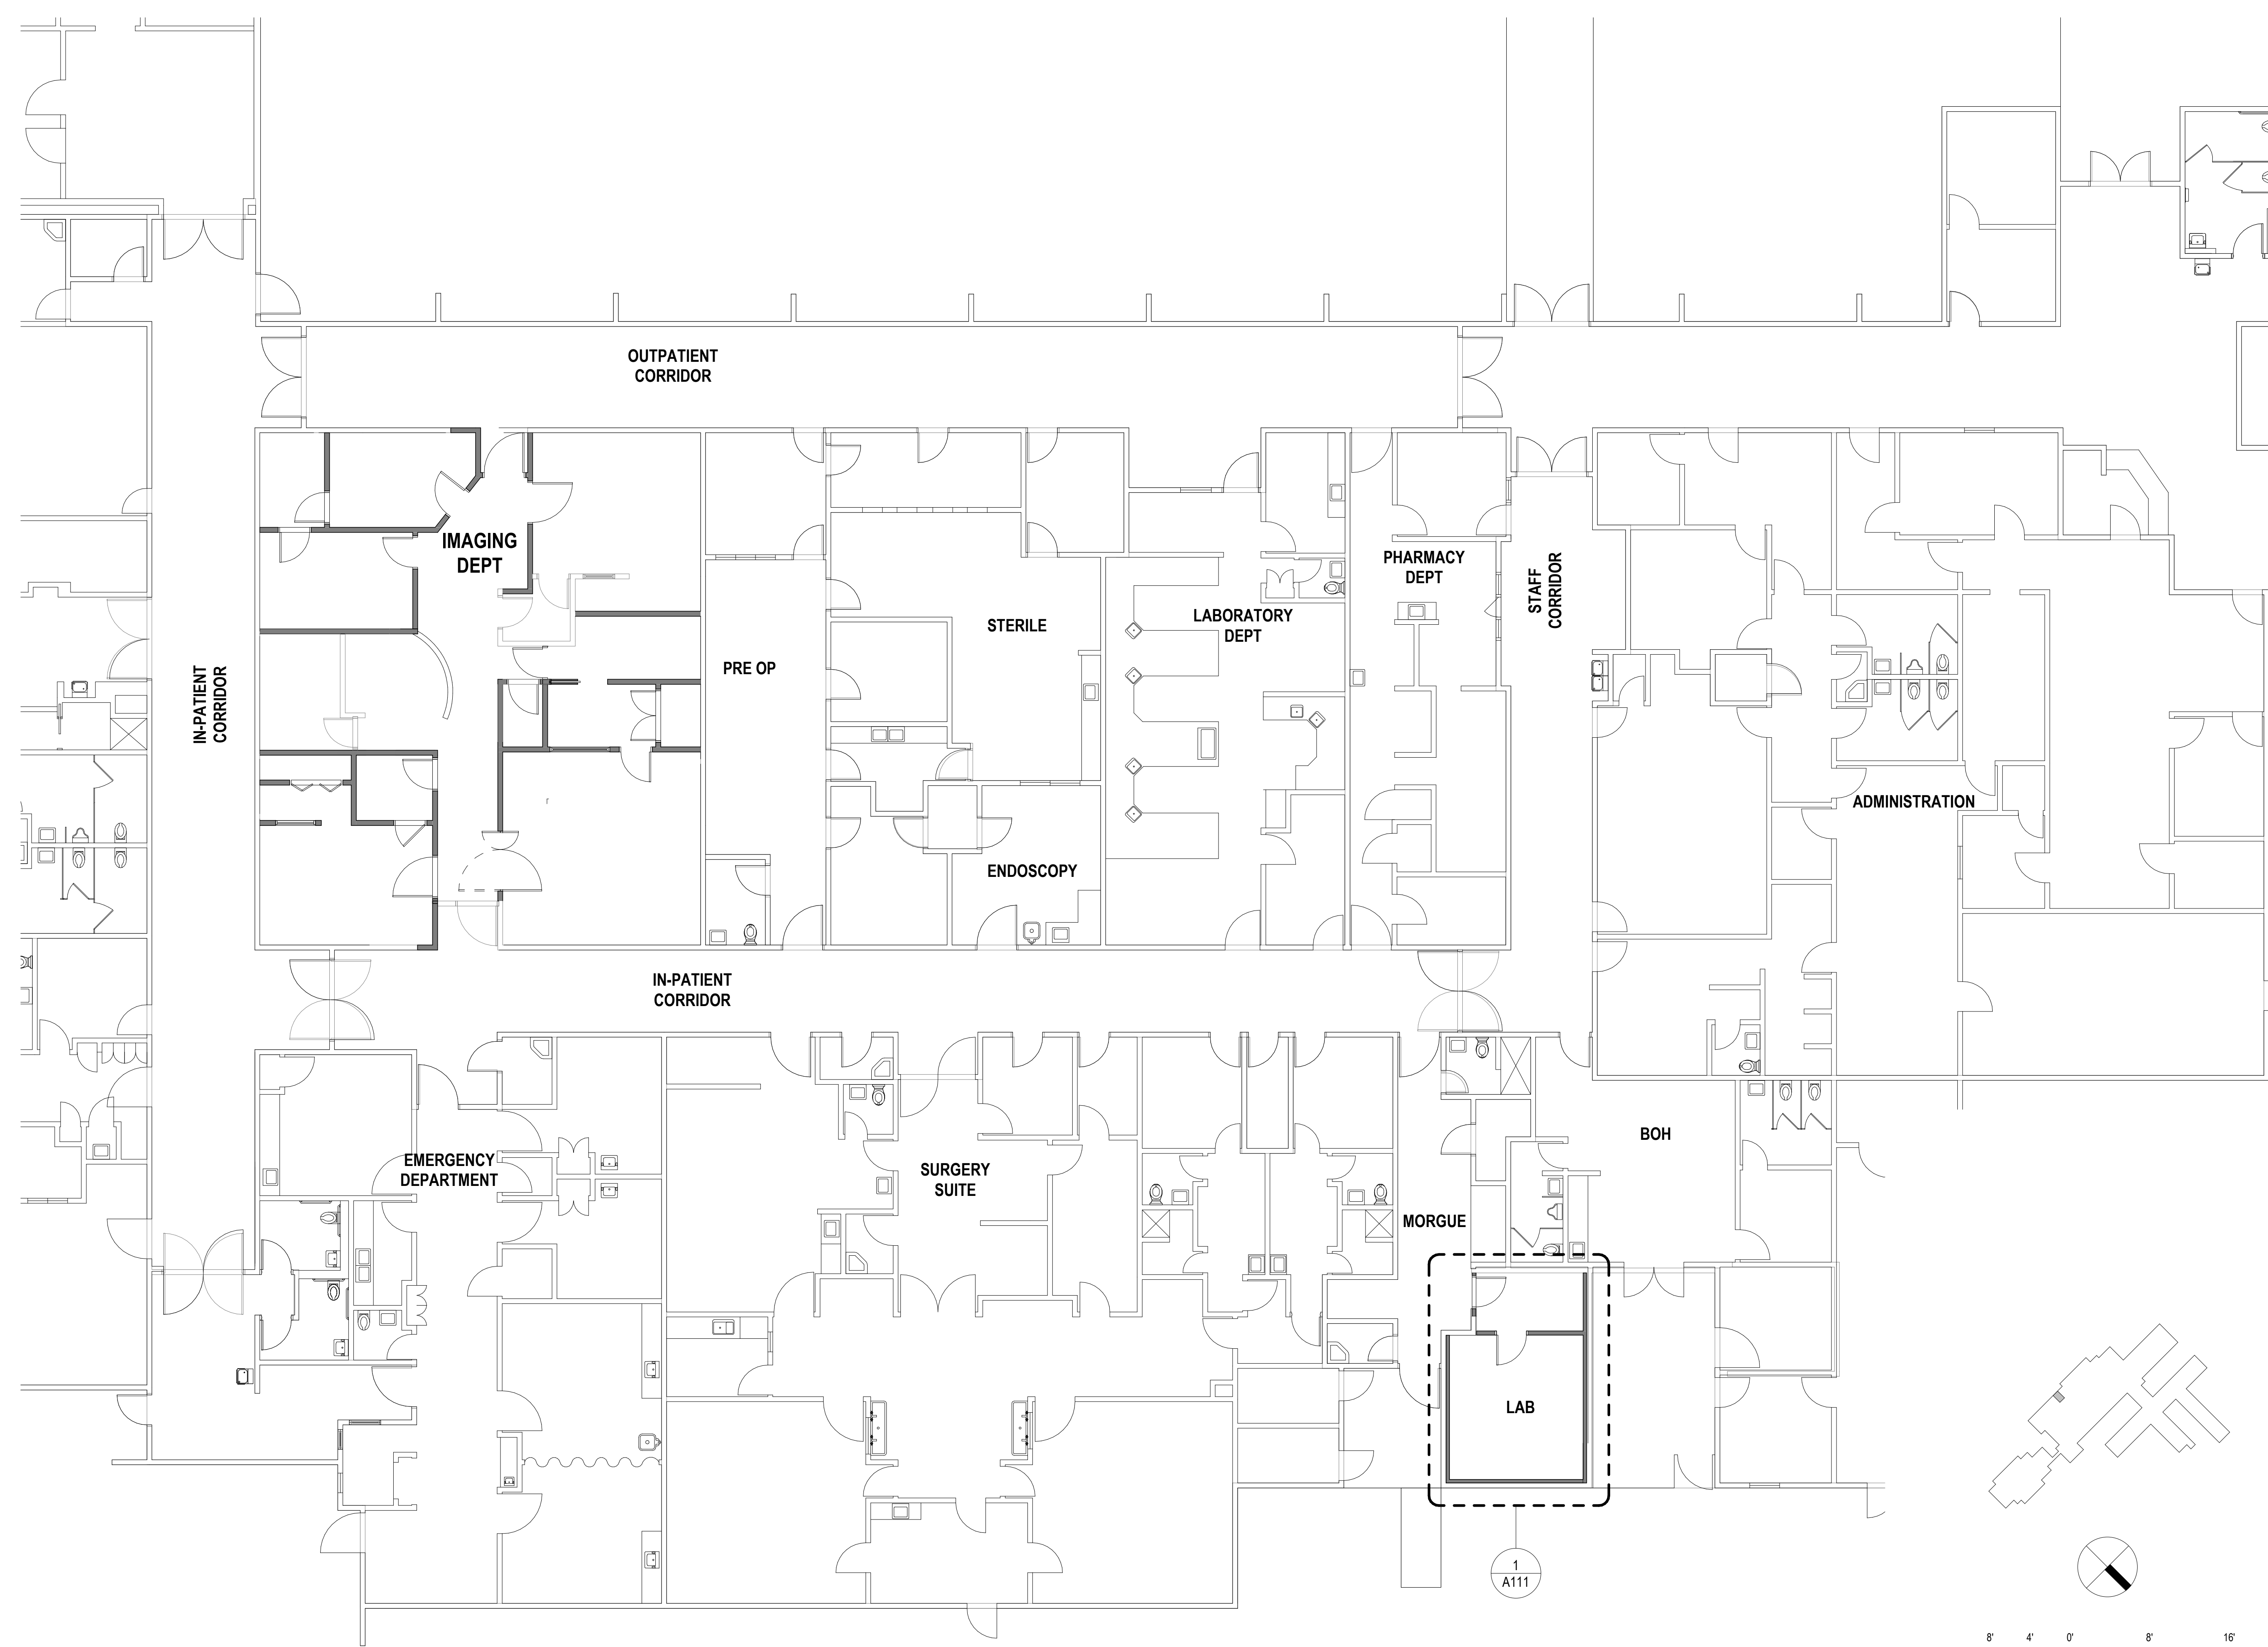 OUTPATIENT
CORRIDOR
IMAGING
DEPT
PHARMACY
DEPT
STAFF
CORRIDOR
LABORATORY
DEPT
STERILE
PRE OP
IN-PATIENT
CORRIDOR
ADMINISTRATION
ENDOSCOPY
IN-PATIENT
CORRIDOR
BOH
EMERGENCY
DEPARTMENT
SURGERY
SUITE
MORGUE
LAB
1
A111
8' 4' 0' 8' 16'